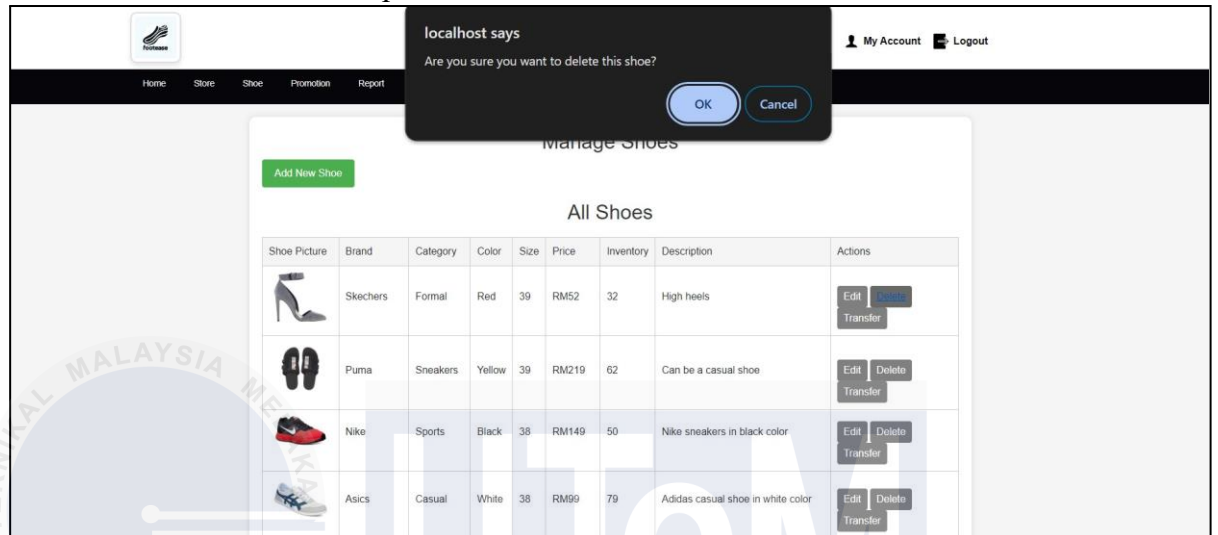 footease
localhost says
Are you sure you want to delete this shoe?
OK Cancel
My Account Logout
Home Store Shoe Promotion Report
Manage Shoes
Add New Shoe
All Shoes
Shoe Picture Brand Category Color Size Price Inventory Description Actions
Skechers Formal Red 39 RM52 32 High heels Edit Delete
Transfer
Puma Sneakers Yellow 39 RM219 62 Can be a casual shoe Edit Delete
Transfer
Nike Sports Black 38 RM149 50 Nike sneakers in black color Edit Delete
Transfer
Asics Casual White 38 RM99 79 Adidas casual shoe in white color Edit Delete
Transfer
MALAYSIA